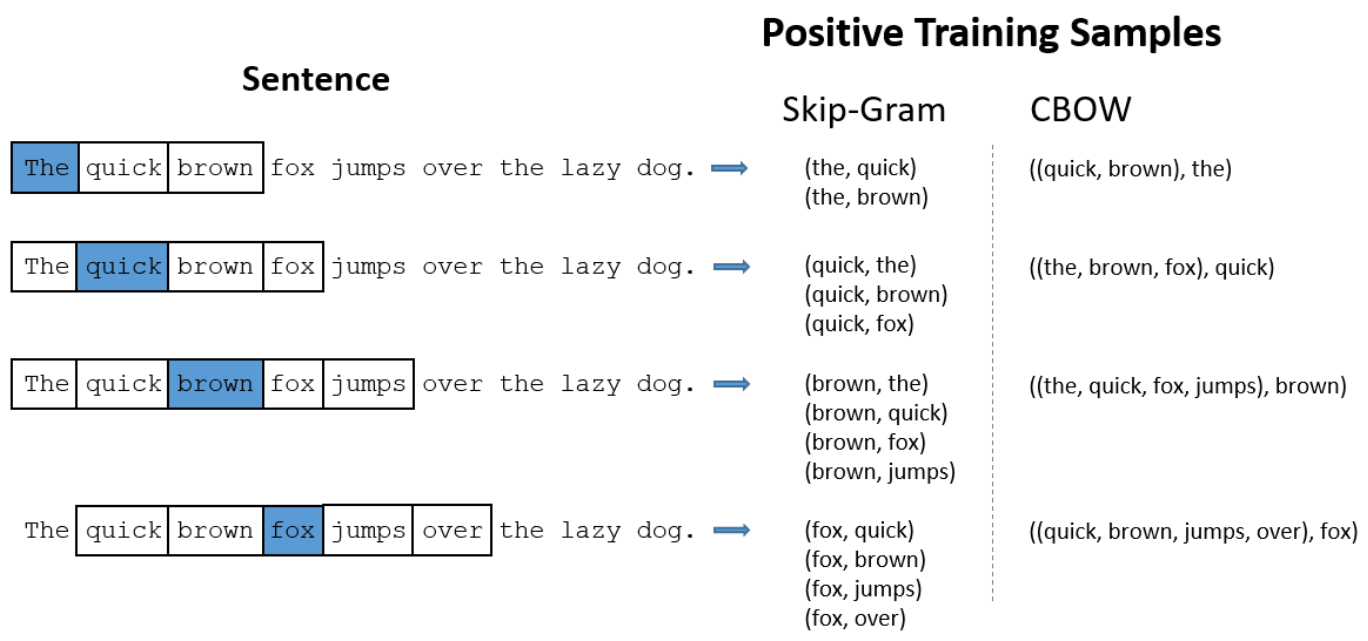 Positive Training Samples
Sentence
Skip-Gram CBOW
The quick brown fox jumps over the lazy dog. (the, quick) ((quick, brown), the)
(the, brown)
The quick brown fox jumps over the lazy dog. (quick, the) ((the, brown, fox), quick)
(quick, brown)
(quick, fox)
The quick brown fox jumps over the lazy dog. (brown, the) ((the, quick, fox, jumps), brown)
(brown, quick)
(brown, fox)
(brown, jumps)
The quick brown fox jumps over the lazy dog. (fox, quick) ((quick, brown, jumps, over), fox)
(fox, brown)
(fox, jumps)
(fox, over)